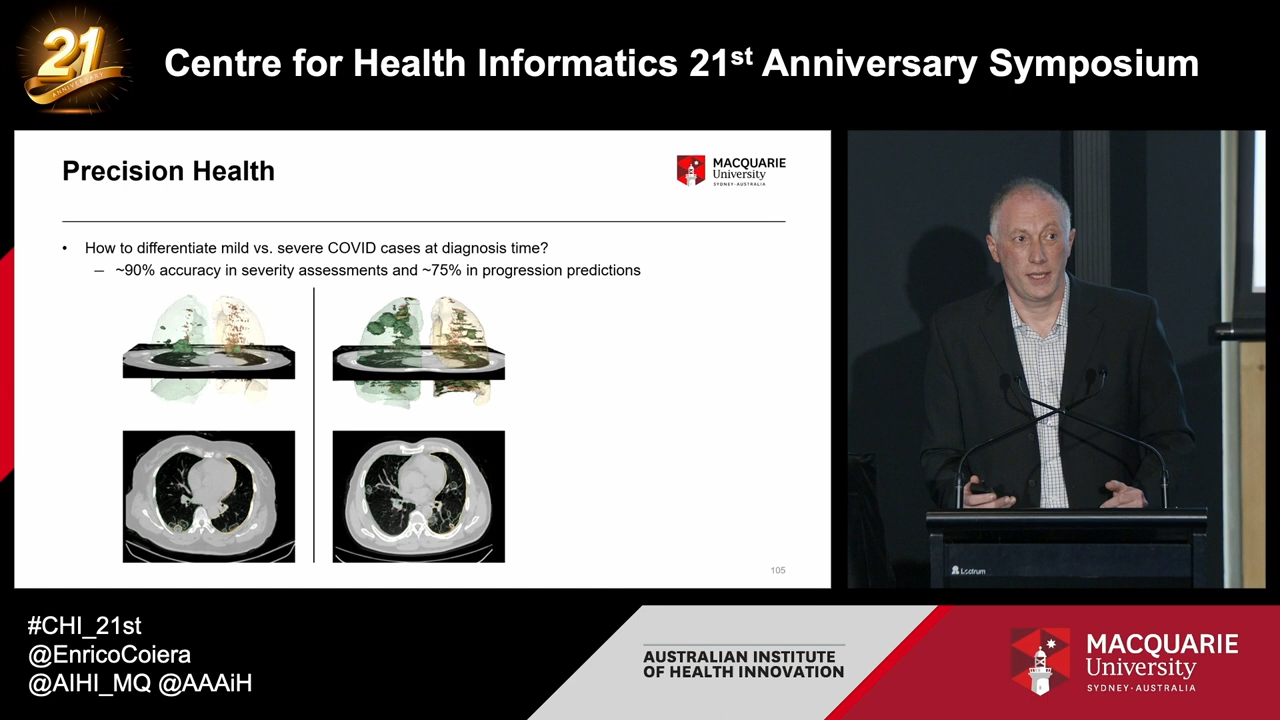 21
ANNIVERSARY
Centre for Health Informatics 21st Anniversary Symposium
Precision Health
MACQUARIE
University
SYDNEY·AUSTRALIA
• How to differentiate mild vs. severe COVID cases at diagnosis time?
– ~90% accuracy in severity assessments and ~75% in progression predictions
105
Lectrum
#CHI_21st
@EnricoCoiera
@AIHI_MQ @AAAiH
AUSTRALIAN INSTITUTE
OF HEALTH INNOVATION
MACQUARIE
University
SYDNEY·AUSTRALIA